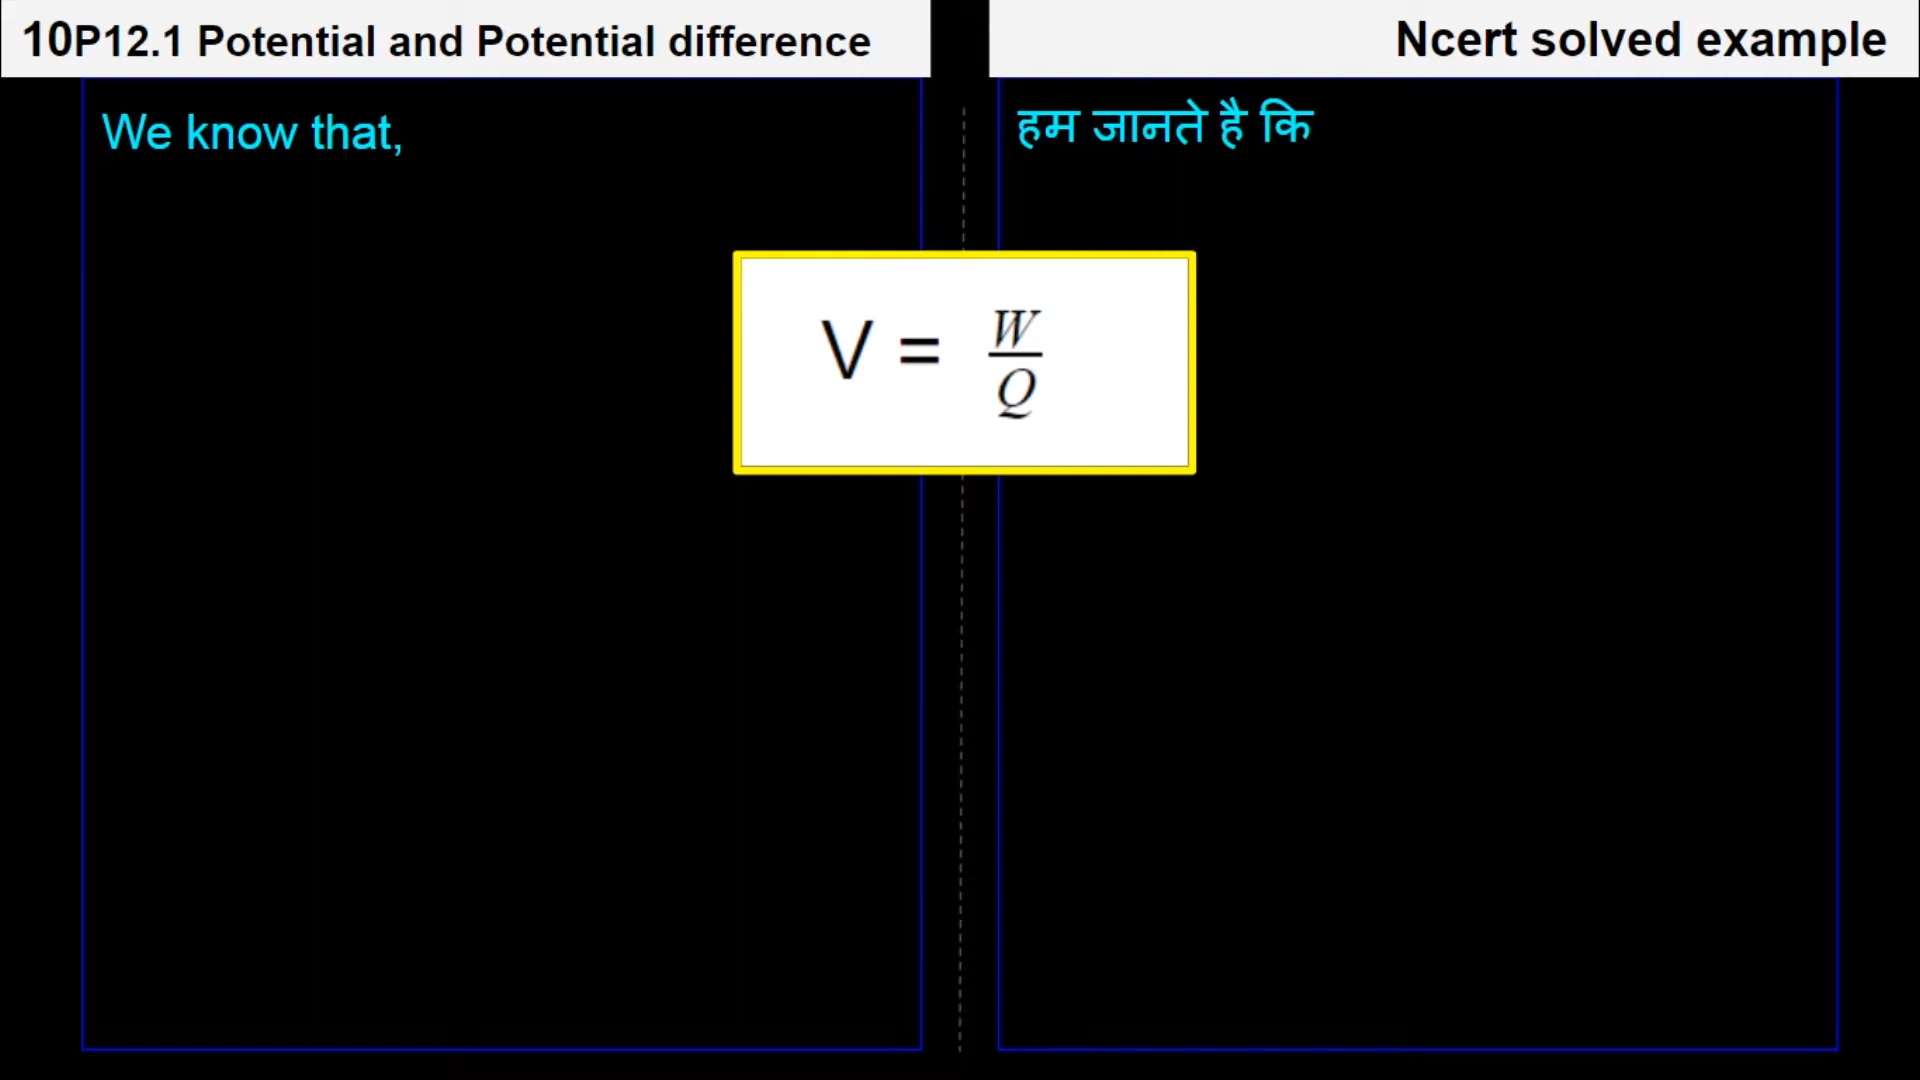 10P12.1 Potential and Potential difference
Ncert solved example
We know that,
हम जानते है कि
V = W/Q